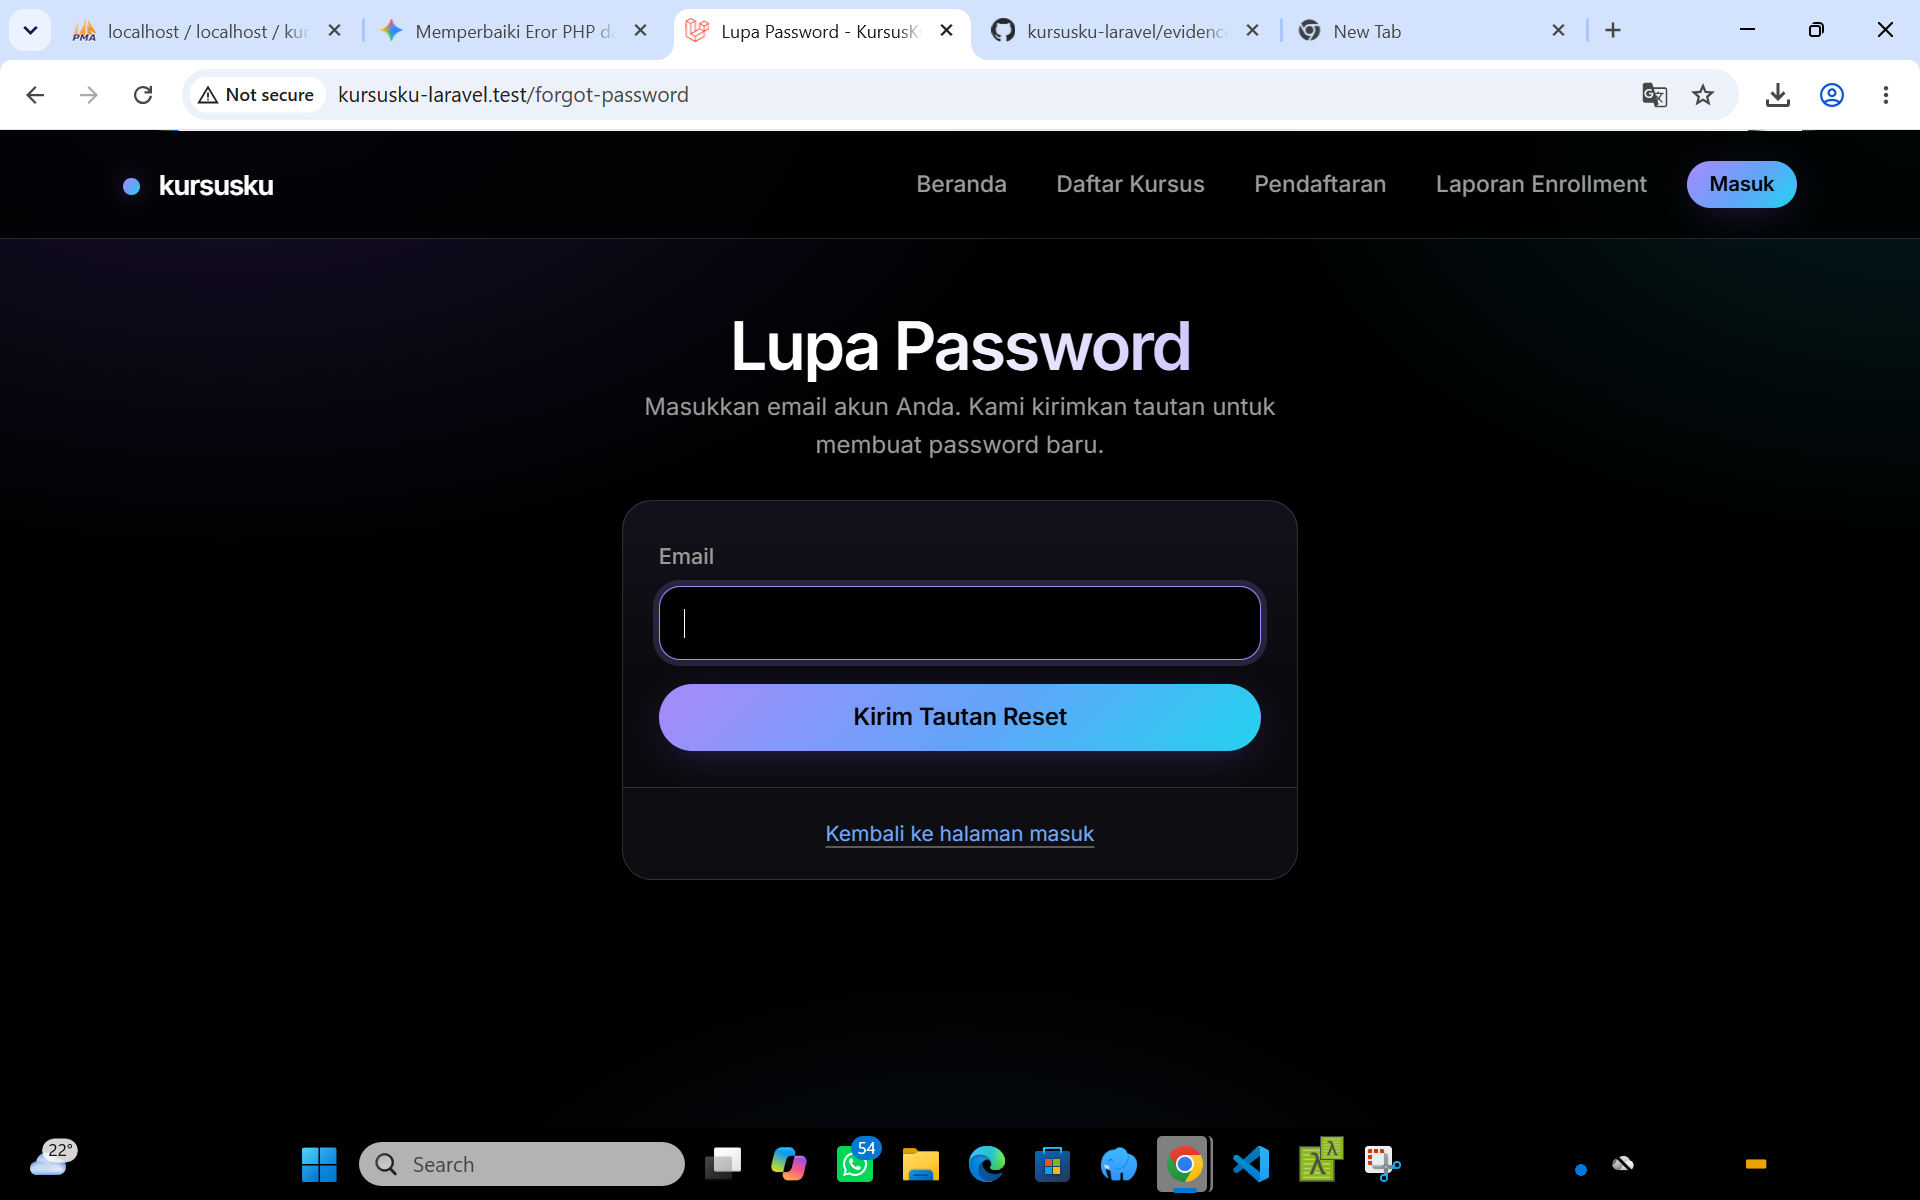 localhost / localhost / kur
Memperbaiki Eror PHP da
Lupa Password - KursusK
kursusku-laravel/evidence
New Tab
Not secure
kursusku-laravel.test/forgot-password
kursusku
Beranda
Daftar Kursus
Pendaftaran
Laporan Enrollment
Masuk
Lupa Password
Masukkan email akun Anda. Kami kirimkan tautan untuk
membuat password baru.
Email
Kirim Tautan Reset
Kembali ke halaman masuk
22°
Search
54